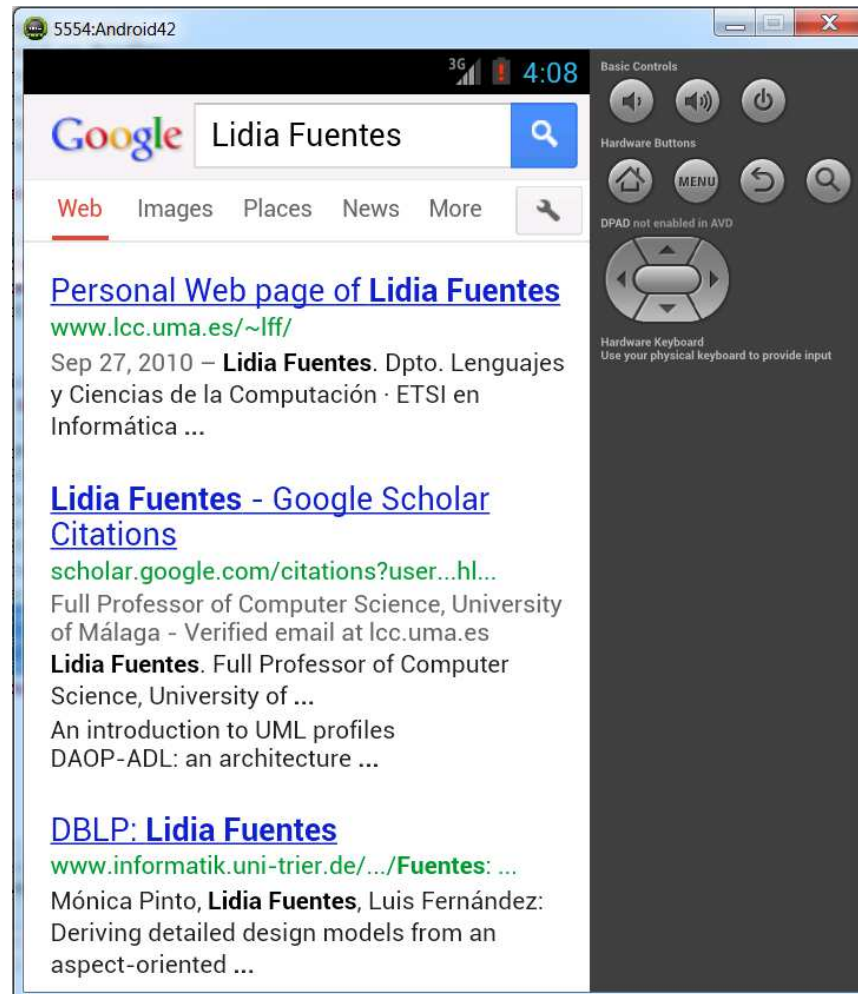 5554:Android42
3G 4:08
Google Lidia Fuentes
Web Images Places News More
Personal Web page of Lidia Fuentes
www.lcc.uma.es/~lff/
Sep 27, 2010 – Lidia Fuentes. Dpto. Lenguajes
y Ciencias de la Computación · ETSI en
Informática ...
Lidia Fuentes - Google Scholar
Citations
scholar.google.com/citations?user...hl...
Full Professor of Computer Science, University
of Málaga - Verified email at lcc.uma.es
Lidia Fuentes. Full Professor of Computer
Science, University of ...
An introduction to UML profiles
DAOP-ADL: an architecture ...
DBLP: Lidia Fuentes
www.informatik.uni-trier.de/.../Fuentes: ...
Mónica Pinto, Lidia Fuentes, Luis Fernández:
Deriving detailed design models from an
aspect-oriented ...
Basic Controls
Hardware Buttons
MENU
DPAD not enabled in AVD
Hardware Keyboard
Use your physical keyboard to provide input